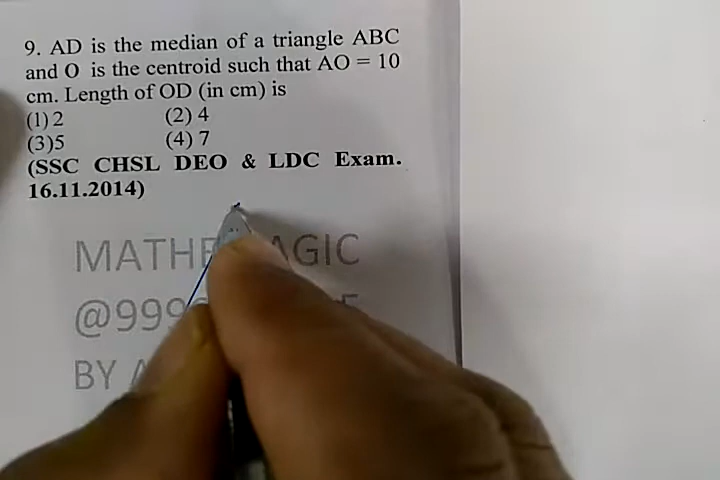 9. AD is the median of a triangle ABC
and O is the centroid such that AO = 10
cm. Length of OD (in cm) is
(1) 2 (2) 4
(3)5 (4) 7
(SSC CHSL DEO & LDC Exam.
16.11.2014)
@999
BY